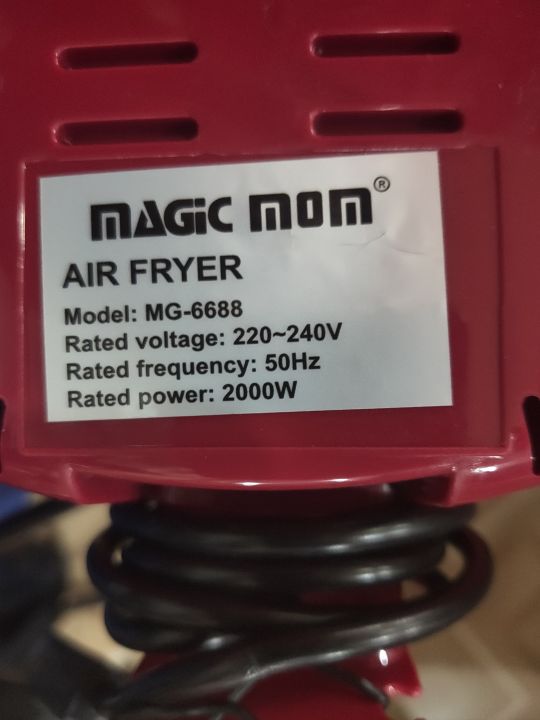 MAGIC MOM®
AIR FRYER
Model: MG-6688
Rated voltage: 220~240V
Rated frequency: 50Hz
Rated power: 2000W